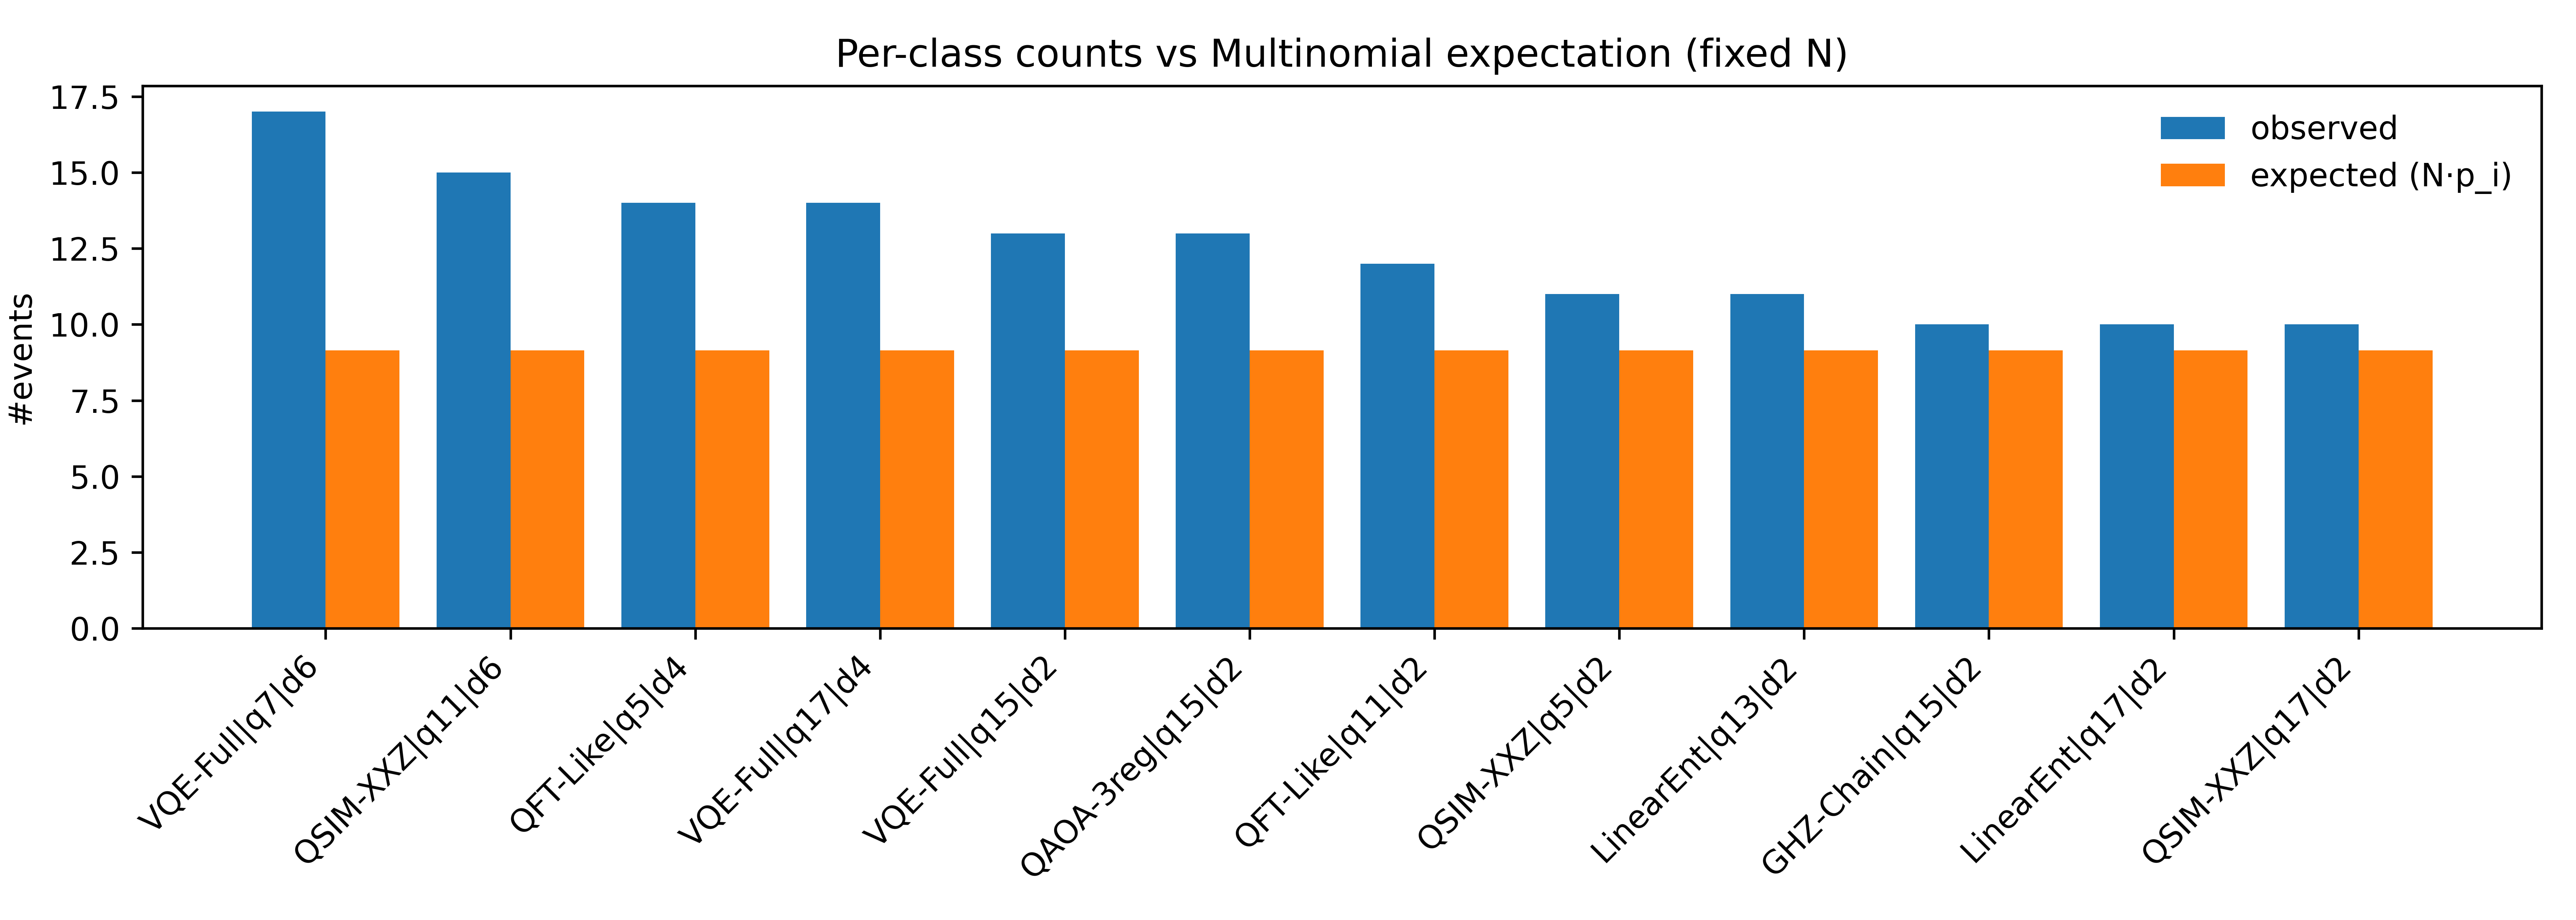 Per-class counts vs Multinomial expectation (fixed N)
17.5
15.0
12.5
10.0
7.5
5.0
2.5
0.0
#events
observed
expected (N·p_i)
VQE-Full|q7|d6
QSIM-XXZ|q11|d6
QFT-Like|q5|d4
VQE-Full|q17|d4
VQE-Full|q15|d2
QAOA-3reg|q15|d2
QFT-Like|q11|d2
QSIM-XXZ|q5|d2
LinearEnt|q13|d2
GHZ-Chain|q15|d2
LinearEnt|q17|d2
QSIM-XXZ|q17|d2